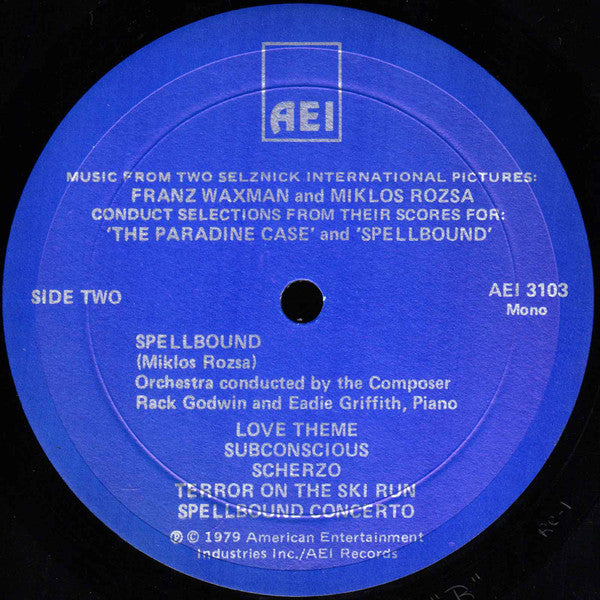 AEI
MUSIC FROM TWO SELZNICK INTERNATIONAL PICTURES:
FRANZ WAXMAN and MIKLOS ROZSA
CONDUCT SELECTIONS FROM THEIR SCORES FOR:
'THE PARADINE CASE' and 'SPELLBOUND'
SIDE TWO
AEI 3103
Mono
SPELLBOUND
(Miklos Rozsa)
Orchestra conducted by the Composer
Rack Godwin and Eadie Griffith, Piano
LOVE THEME
SUBCONSCIOUS
SCHERZO
TERROR ON THE SKI RUN
SPELLBOUND CONCERTO
℗ © 1979 American Entertainment
Industries Inc./AEI Records
"B"